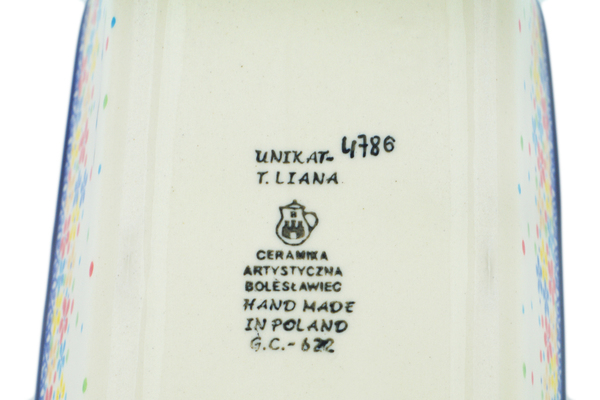 UNIKAT- 4786
T. LIANA
CERAMIKA
ARTYSTYCZNA
BOLESŁAWIEC
HAND MADE
IN POLAND
G.C.-